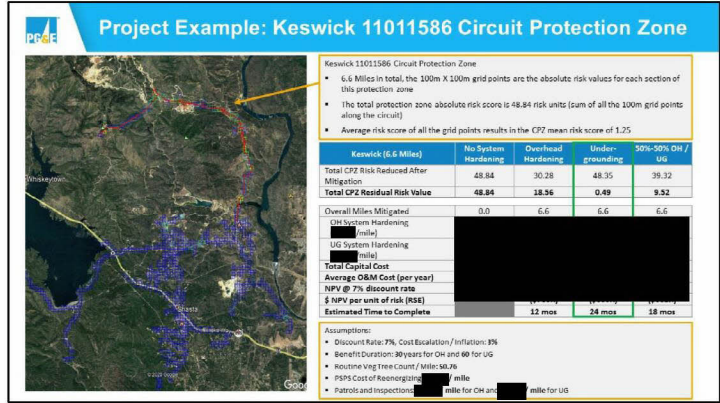 PG&E
Project Example: Keswick 11011586 Circuit Protection Zone
Keswick 11011586 Circuit Protection Zone
▪ 6.6 Miles in total, the 100m X 100m grid points are the absolute risk values for each section of
this protection zone
▪ The total protection zone absolute risk score is 48.84 risk units (sum of all the 100m grid points
along the circuit)
▪ Average risk score of all the grid points results in the CPZ mean risk score of 1.25
Keswick (6.6 Miles) No System Hardening Overhead Hardening Under-grounding 50%-50% OH / UG
Total CPZ Risk Reduced After Mitigation 48.84 30.28 48.35 39.32
Total CPZ Residual Risk Value 48.84 18.56 0.49 9.52
Overall Miles Mitigated 0.0 6.6 6.6 6.6
OH System Hardening
/mile)
UG System Hardening
/mile)
Total Capital Cost
Average O&M Cost (per year)
NPV @ 7% discount rate
$ NPV per unit of risk (RSE)
Estimated Time to Complete 12 mos 24 mos 18 mos
Assumptions:
▪ Discount Rate: 7%, Cost Escalation / Inflation: 3%
▪ Benefit Duration: 30 years for OH and 60 for UG
▪ Routine Veg Tree Count / Mile: 50.76
▪ PSPS Cost of Reenergizing / mile
▪ Patrols and Inspections: mile for OH and / mile for UG
Whiskeytown
Shasta
Goo